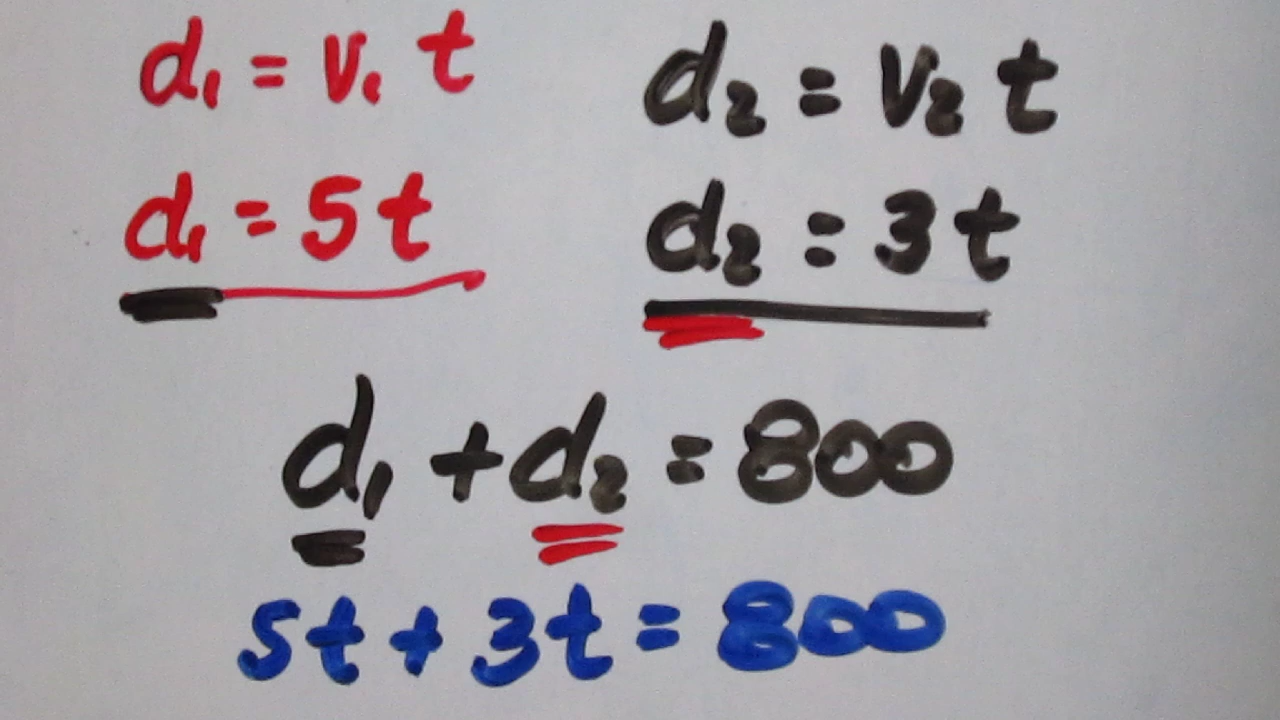 d₁ = v₁ t
d₁ = 5t
d₂ = v₂ t
d₂ = 3t
d₁ + d₂ = 800
5t + 3t = 800